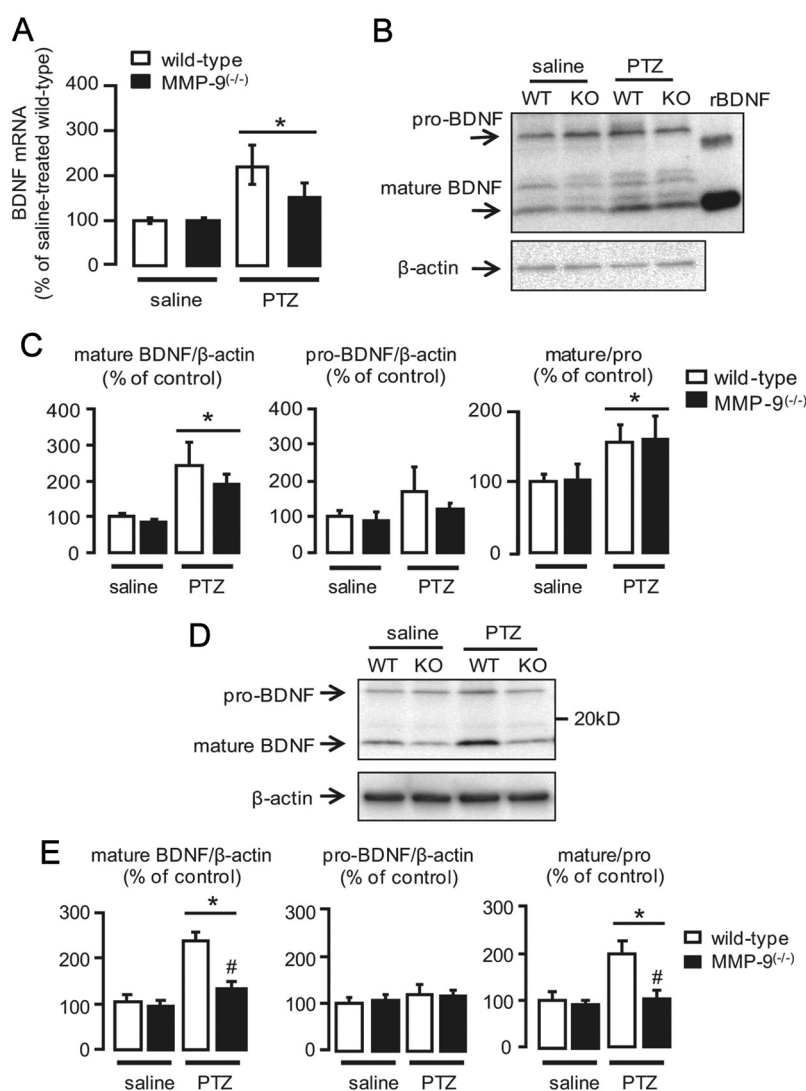 A
wild-type
MMP-9(-/-)
BDNF mRNA
(% of saline-treated wild-type)
400
300
200
100
0
*
saline
PTZ
B
saline
PTZ
WT
KO
WT
KO
rBDNF
pro-BDNF
mature BDNF
β-actin
C
mature BDNF/β-actin
(% of control)
400
300
200
100
0
*
saline
PTZ
pro-BDNF/β-actin
(% of control)
400
300
200
100
0
saline
PTZ
mature/pro
(% of control)
200
100
0
*
saline
PTZ
wild-type
MMP-9(-/-)
D
saline
PTZ
WT
KO
WT
KO
pro-BDNF
20kD
mature BDNF
β-actin
E
mature BDNF/β-actin
(% of control)
300
200
100
0
*
#
saline
PTZ
pro-BDNF/β-actin
(% of control)
300
200
100
0
saline
PTZ
mature/pro
(% of control)
300
200
100
0
*
#
saline
PTZ
wild-type
MMP-9(-/-)